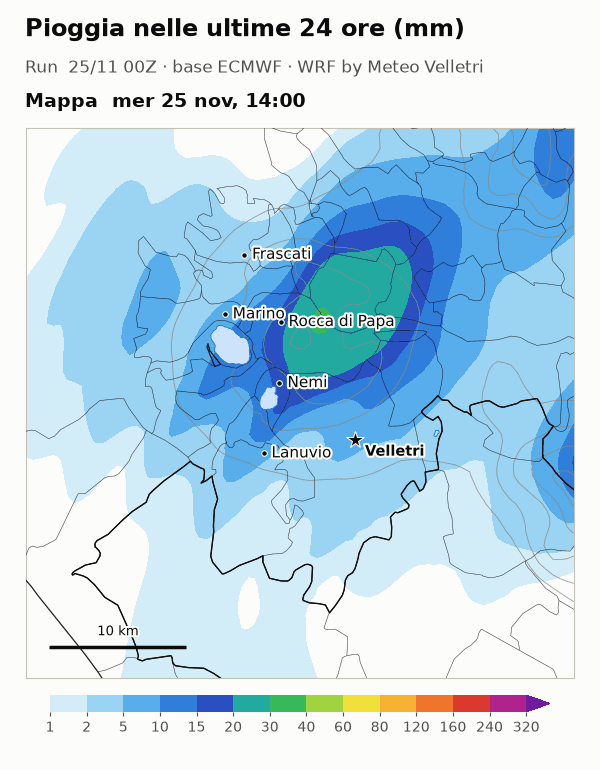 Pioggia nelle ultime 24 ore (mm)
Run  25/11 00Z · base ECMWF · WRF by Meteo Velletri
Mappa  mer 25 nov, 14:00
Frascati
Marino
Rocca di Papa
Nemi
Velletri
Lanuvio
10 km
1 2 5 10 15 20 30 40 60 80 120 160 240 320